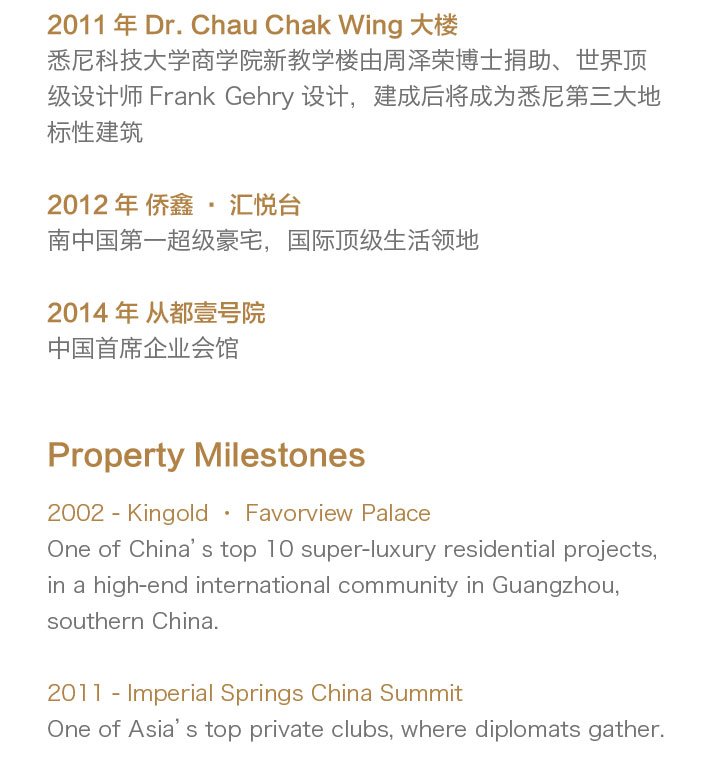 2011 年 Dr. Chau Chak Wing 大楼
悉尼科技大学商学院新教学楼由周泽荣博士捐助、世界顶
级设计师 Frank Gehry 设计，建成后将成为悉尼第三大地
标性建筑
2012 年 侨鑫 · 汇悦台
南中国第一超级豪宅，国际顶级生活领地
2014 年 从都壹号院
中国首席企业会馆
Property Milestones
2002 - Kingold · Favorview Palace
One of China’s top 10 super-luxury residential projects,
in a high-end international community in Guangzhou,
southern China.
2011 - Imperial Springs China Summit
One of Asia’s top private clubs, where diplomats gather.